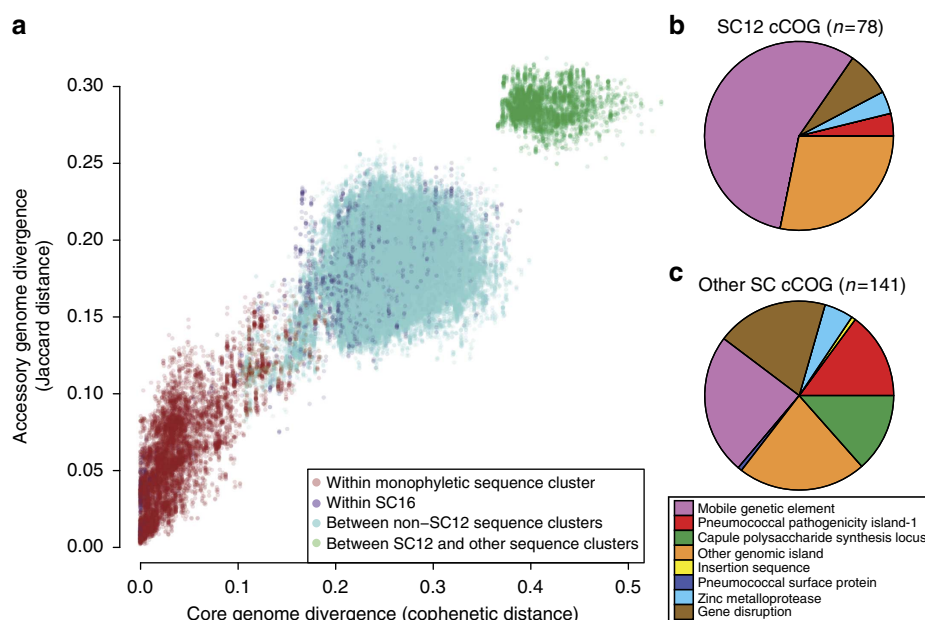 a
Accessory genome divergence
(Jaccard distance)
0.30
0.25
0.20
0.15
0.10
0.05
0.00
0.0
0.1
0.2
0.3
0.4
0.5
Core genome divergence (cophenetic distance)
Within monophyletic sequence cluster
Within SC16
Between non−SC12 sequence clusters
Between SC12 and other sequence clusters
b
SC12 cCOG (n=78)
c
Other SC cCOG (n=141)
Mobile genetic element
Pneumococcal pathogenicity island-1
Capule polysaccharide synthesis locus
Other genomic island
Insertion sequence
Pneumococcal surface protein
Zinc metalloprotease
Gene disruption